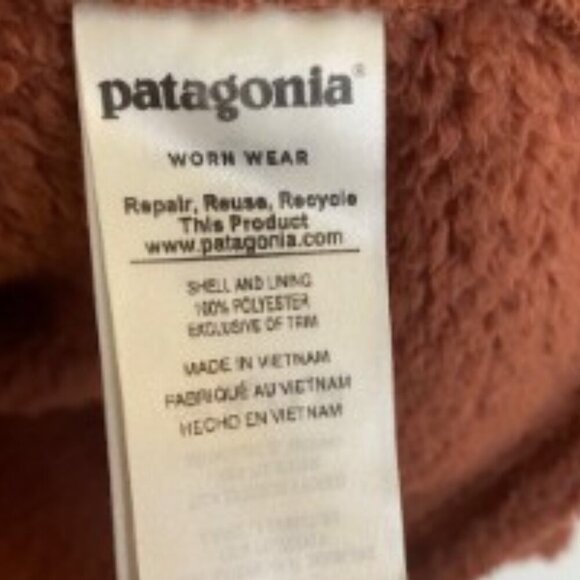 patagonia®
WORN WEAR
Repair, Reuse, Recycle
This Product
www.patagonia.com
SHELL AND LINING
100% POLYESTER
EXCLUSIVE OF TRIM
MADE IN VIETNAM
FABRIQUÉ AU VIETNAM
HECHO EN VIETNAM